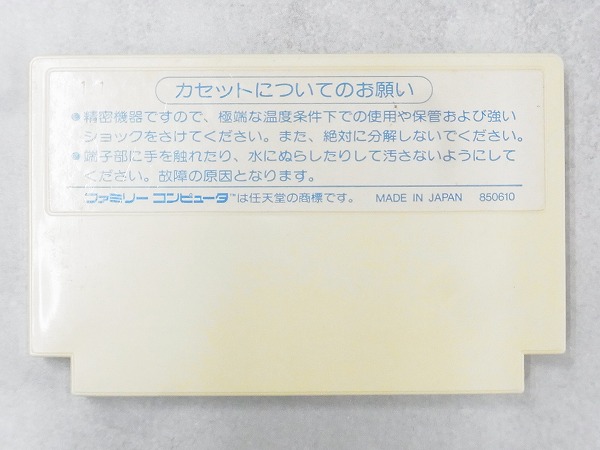 カセットについてのお願い
●精密機器ですので、極端な温度条件下での使用や保管および強い
ショックをさけてください。また、絶対に分解しないでください。
●端子部に手を触れたり、水にぬらしたりして汚さないようにして
ください。故障の原因となります。
ファミリーコンピュータ™は任天堂の商標です。 MADE IN JAPAN 850610